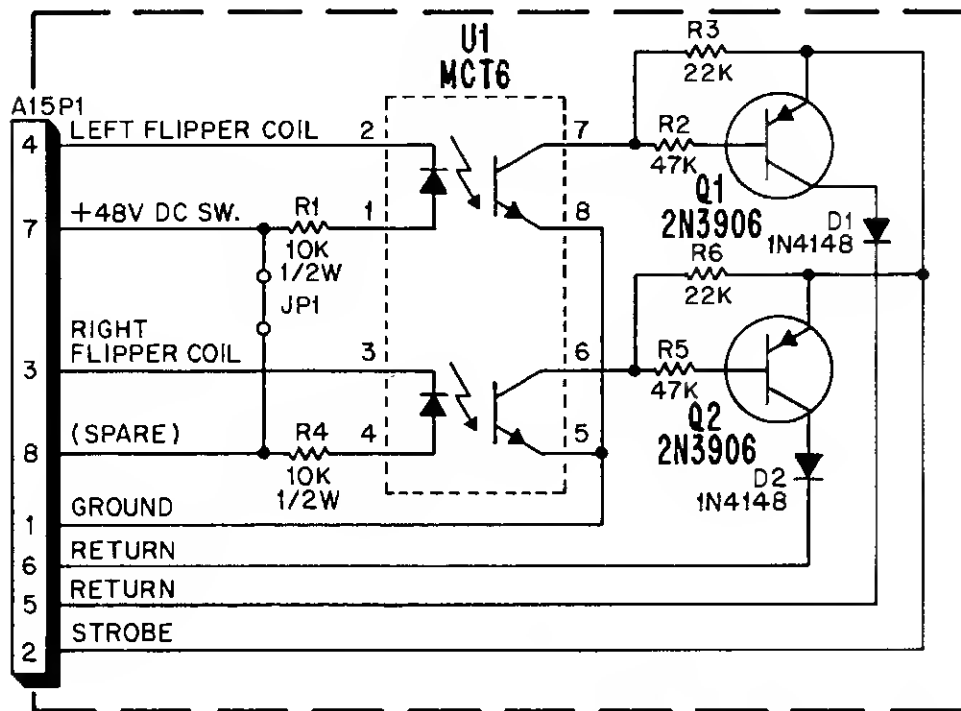 U1
MCT6
R3
22K
A15P1
4 LEFT FLIPPER COIL 2
7
R2
47K
Q1
2N3906
7 +48V DC SW.
R1
10K
1/2W
1
8
D1
1N4148
JP1
R6
22K
3 RIGHT
FLIPPER COIL 3
6
R5
47K
Q2
2N3906
8 (SPARE)
R4
10K
1/2W
4
5
D2
1N4148
1 GROUND
6 RETURN
5 RETURN
2 STROBE